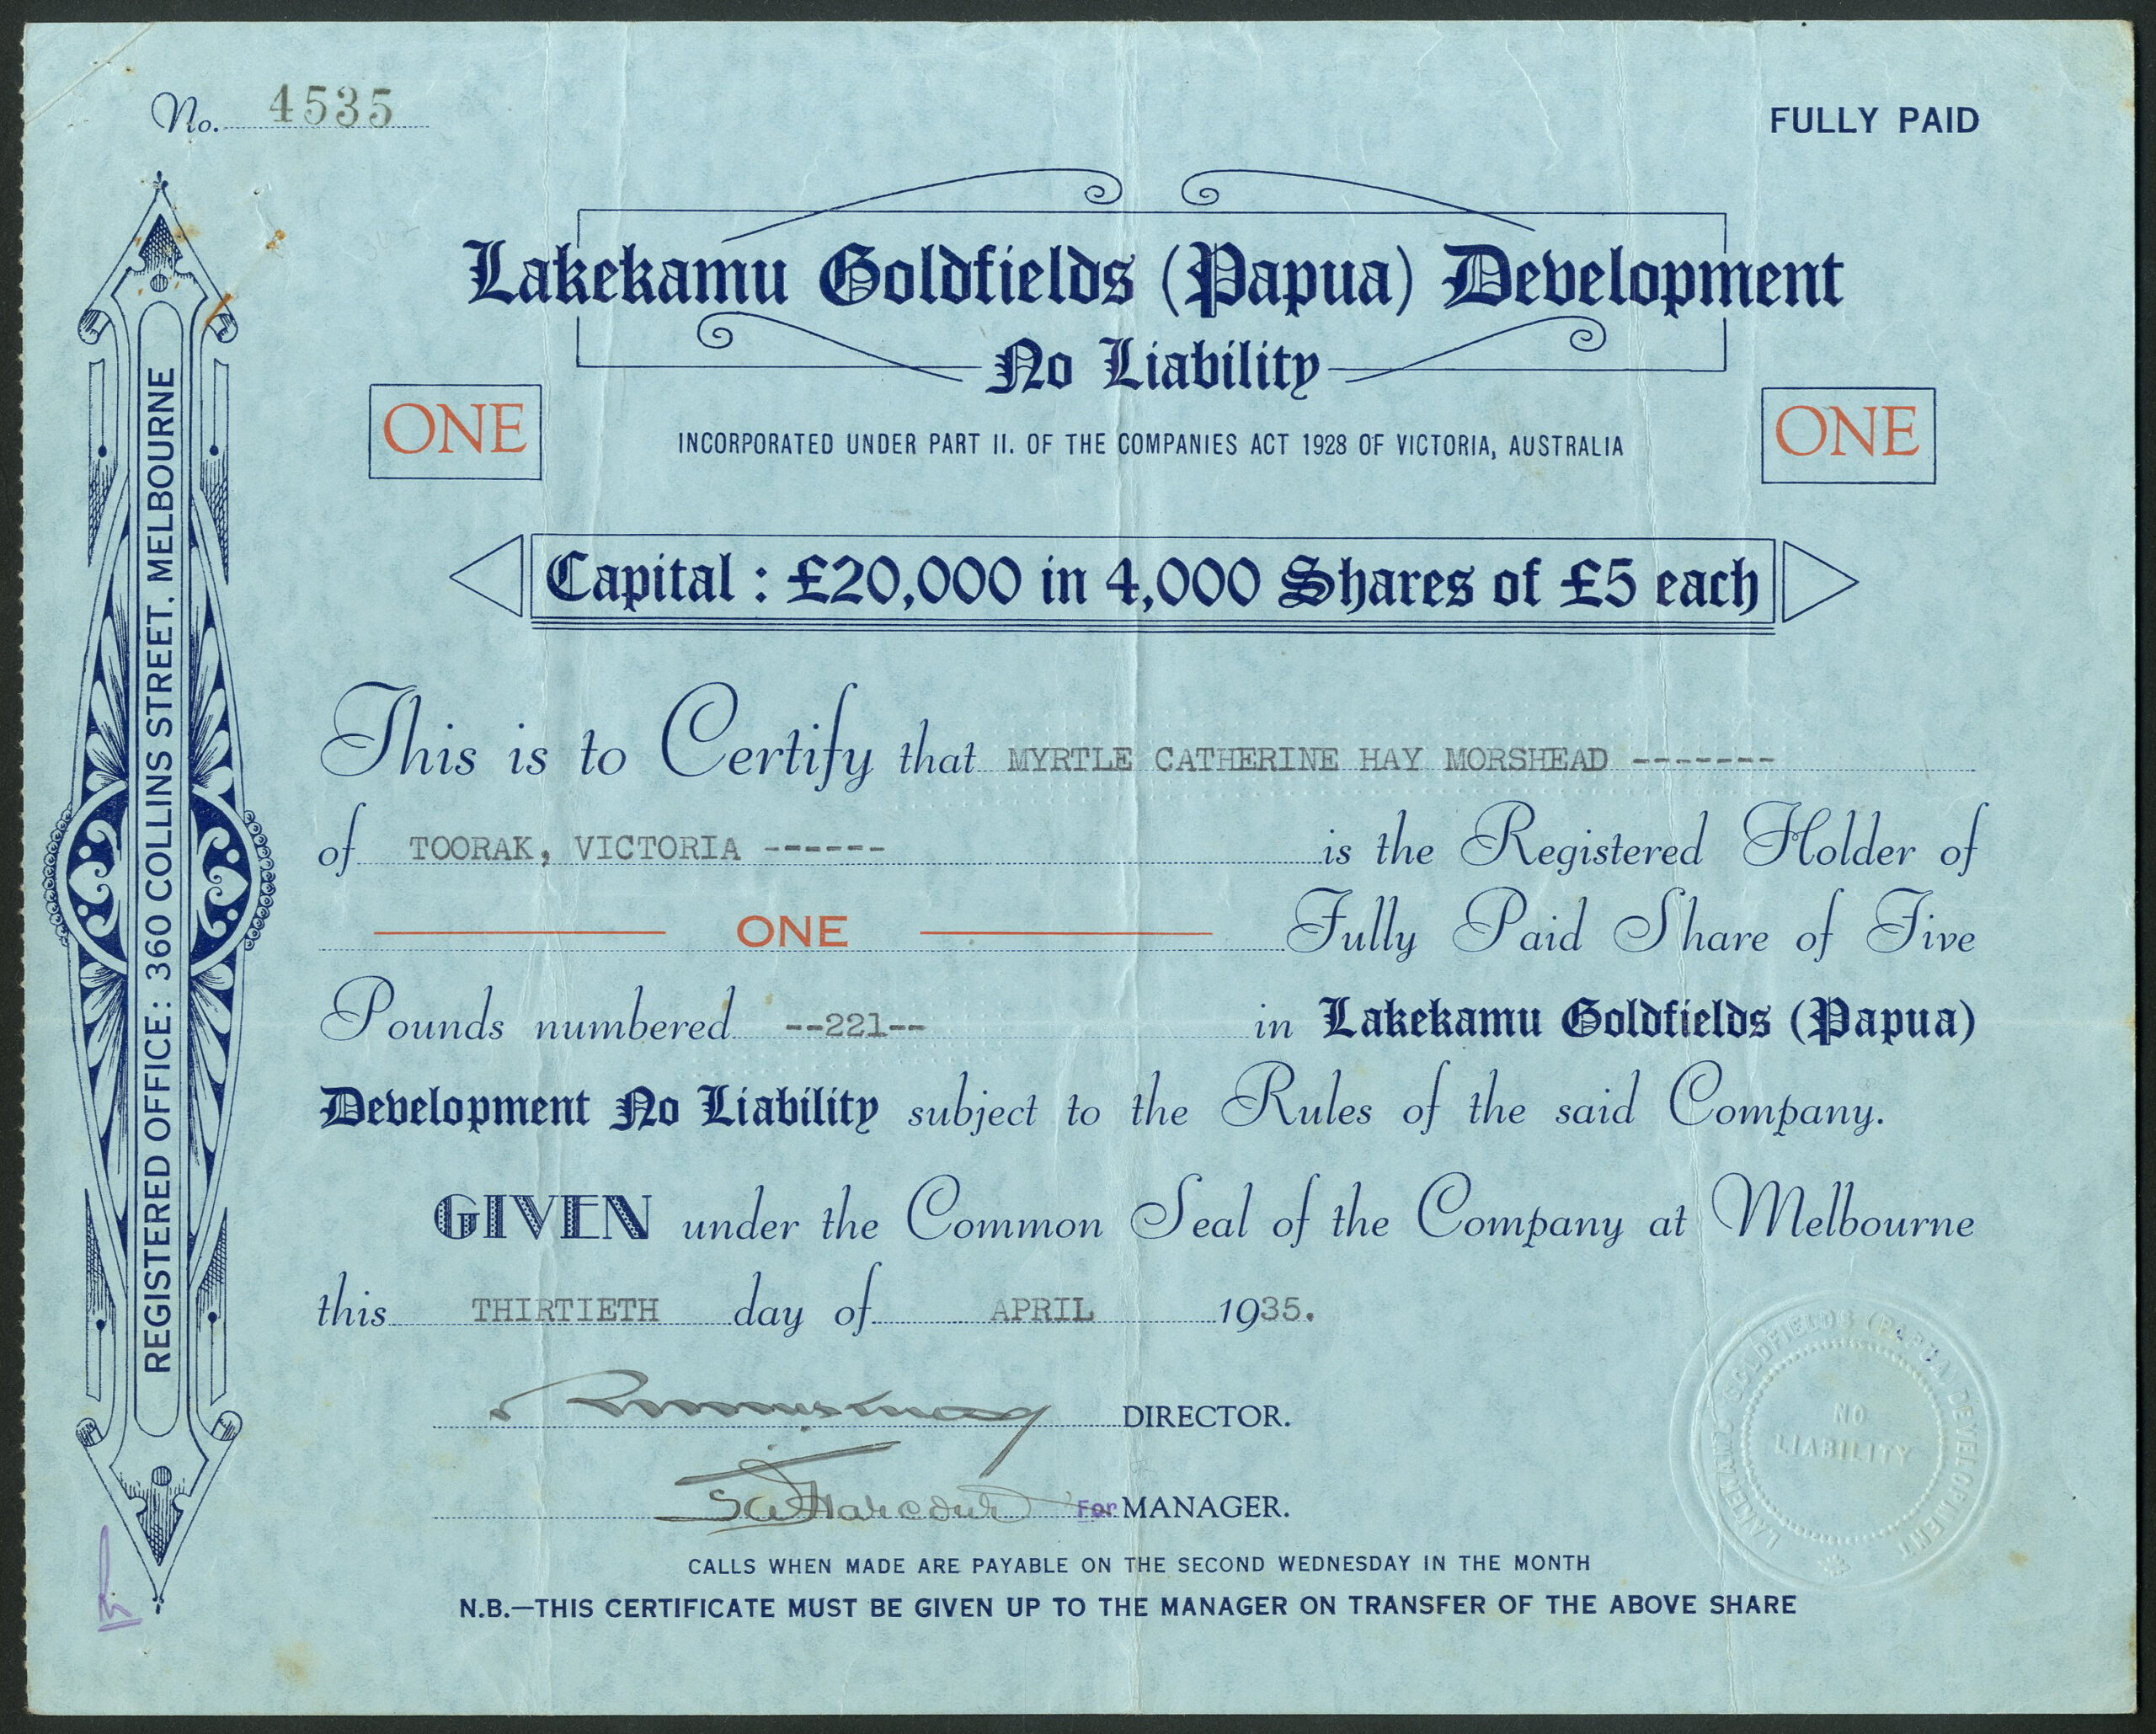 No. 4535
FULLY PAID
Lakekamu Goldfields (Papua) Development
No Liability
ONE
ONE
INCORPORATED UNDER PART II. OF THE COMPANIES ACT 1928 OF VICTORIA, AUSTRALIA
Capital : £20,000 in 4,000 Shares of £5 each
This is to Certify that MYRTLE CATHERINE HAY MORSHEAD -------
of TOORAK, VICTORIA ------ is the Registered Holder of
ONE Fully Paid Share of Five
Pounds numbered --221-- in Lakekamu Goldfields (Papua)
Development No Liability subject to the Rules of the said Company.
GIVEN under the Common Seal of the Company at Melbourne
this THIRTIETH day of APRIL 1935.
DIRECTOR.
Harcourt For MANAGER.
CALLS WHEN MADE ARE PAYABLE ON THE SECOND WEDNESDAY IN THE MONTH
N.B.—THIS CERTIFICATE MUST BE GIVEN UP TO THE MANAGER ON TRANSFER OF THE ABOVE SHARE
REGISTERED OFFICE: 360 COLLINS STREET, MELBOURNE
LAKEKAMU GOLDFIELDS (PAPUA) DEVELOPMENT
NO
LIABILITY